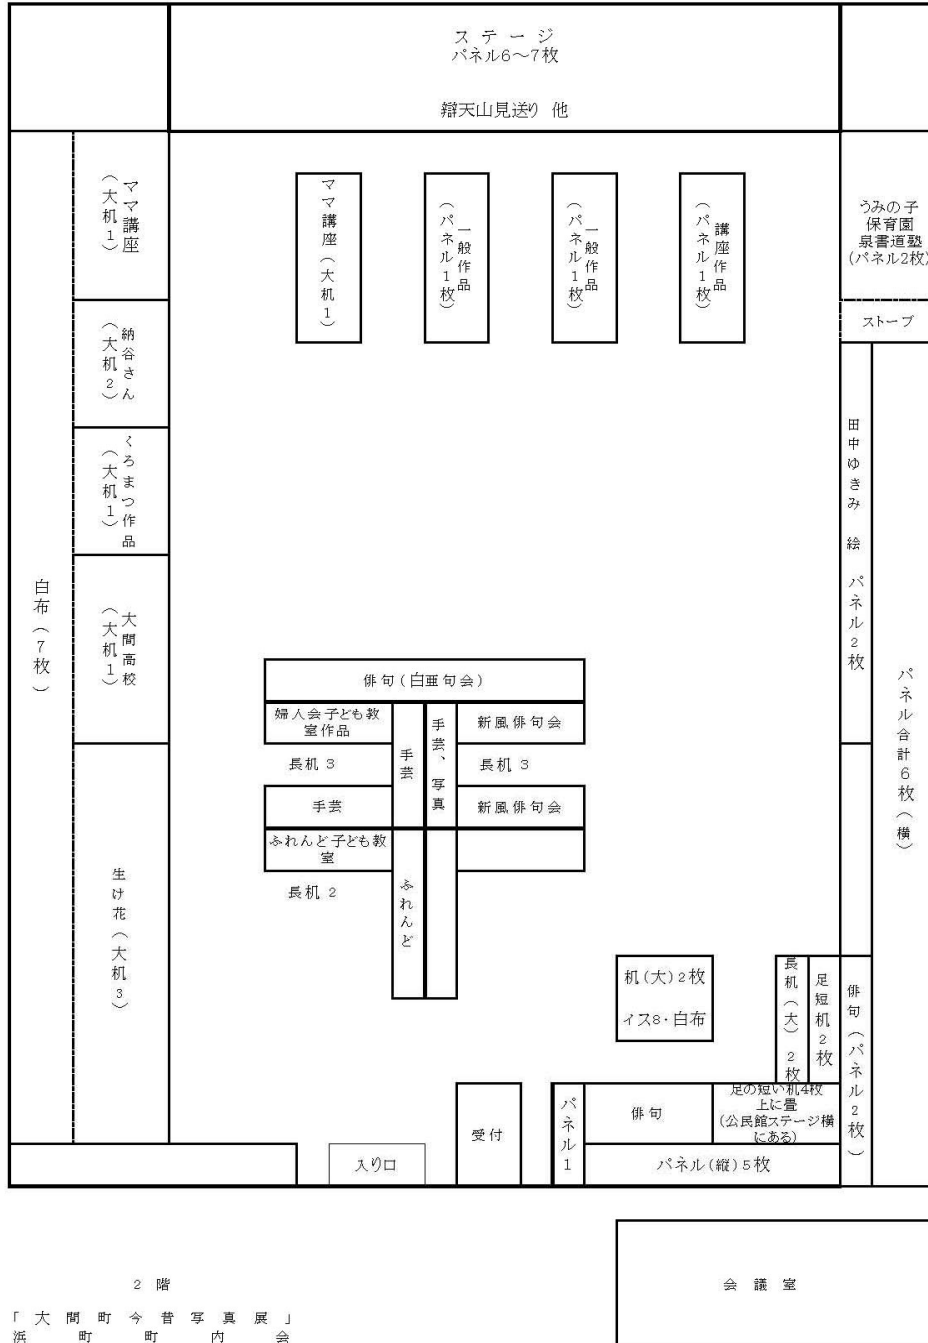 ステージ
パネル6～7枚
辯天山見送り 他
ママ講座
(大机1)
納谷さん
(大机2)
くろまつ作品
(大机1)
大間高校
(大机1)
生け花(大机3)
白布(7枚)
ママ講座(大机1)
一般作品
(パネル1枚)
一般作品
(パネル1枚)
講座作品
(パネル1枚)
うみの子
保育園
泉書道塾
(パネル2枚)
ストーブ
田中ゆきみ 絵 パネル2枚
パネル合計6枚(横)
俳句(白亜句会)
婦人会子ども教
室作品
手芸
手芸、写真
新風俳句会
長机 3
長机 3
手芸
新風俳句会
ふれんど子ども教
室
長机 2
ふれんど
机(大)2枚
イス8・白布
長机(大)2枚
足短机2枚
俳句(パネル2枚)
受付
パネル1
俳句
足の短い机4枚
上に畳
(公民館ステージ横
にある)
入り口
パネル(縦)5枚
2 階
「大間町今昔写真展」
浜町町内会
会議室